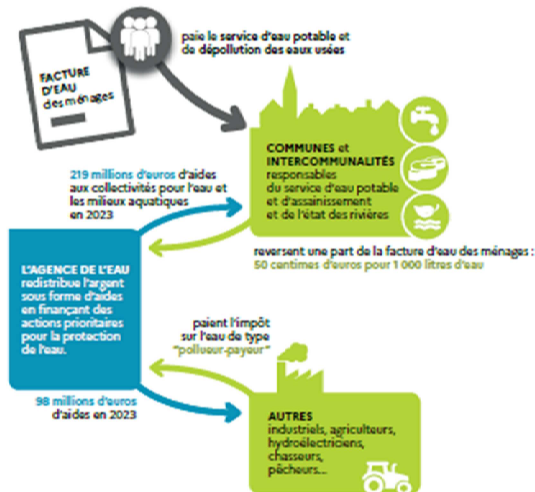 paie le service d'eau potable et
de dépollution des eaux usées
FACTURE
D'EAU
des ménages
COMMUNES et
INTERCOMMUNALITÉS
responsables
du service d'eau potable
et d'assainissement
et de l'état des rivières
219 millions d'euros d'aides
aux collectivités pour l'eau et
les milieux aquatiques
en 2023
reversent une part de la facture d'eau des ménages :
50 centimes d'euros pour 1 000 litres d'eau
L'AGENCE DE L'EAU
redistribue l'argent
sous forme d'aides
en finançant des
actions prioritaires
pour la protection
de l'eau.
paient l'impôt
sur l'eau de type
"pollueur-payeur"
98 millions d'euros
d'aides en 2023
AUTRES
industriels, agriculteurs,
hydroélectriciens,
chasseurs,
pêcheurs...